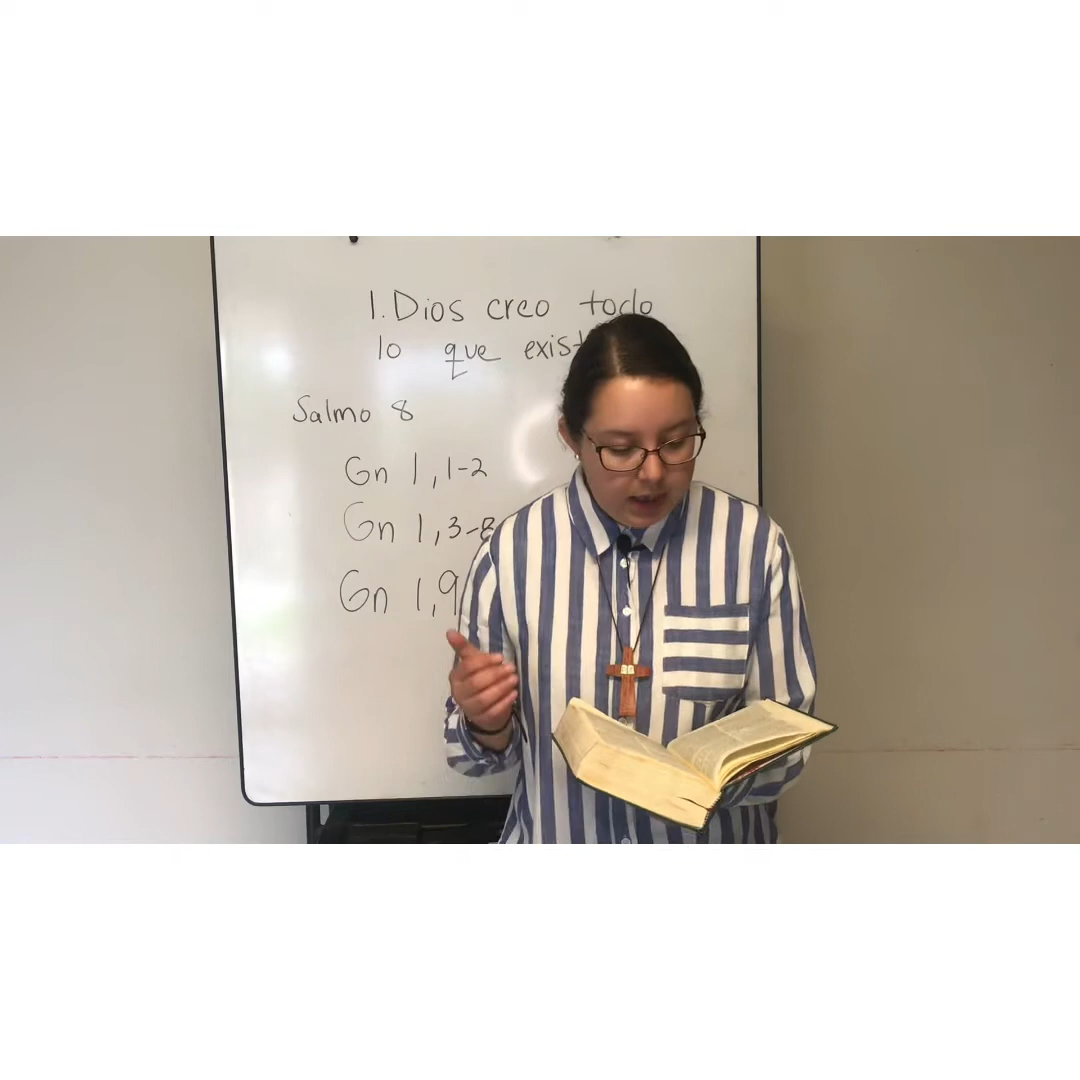 1. Dios creo todo
lo que exist
Salmo 8
Gn 1,1-2
Gn 1,3-8
Gn 1,9